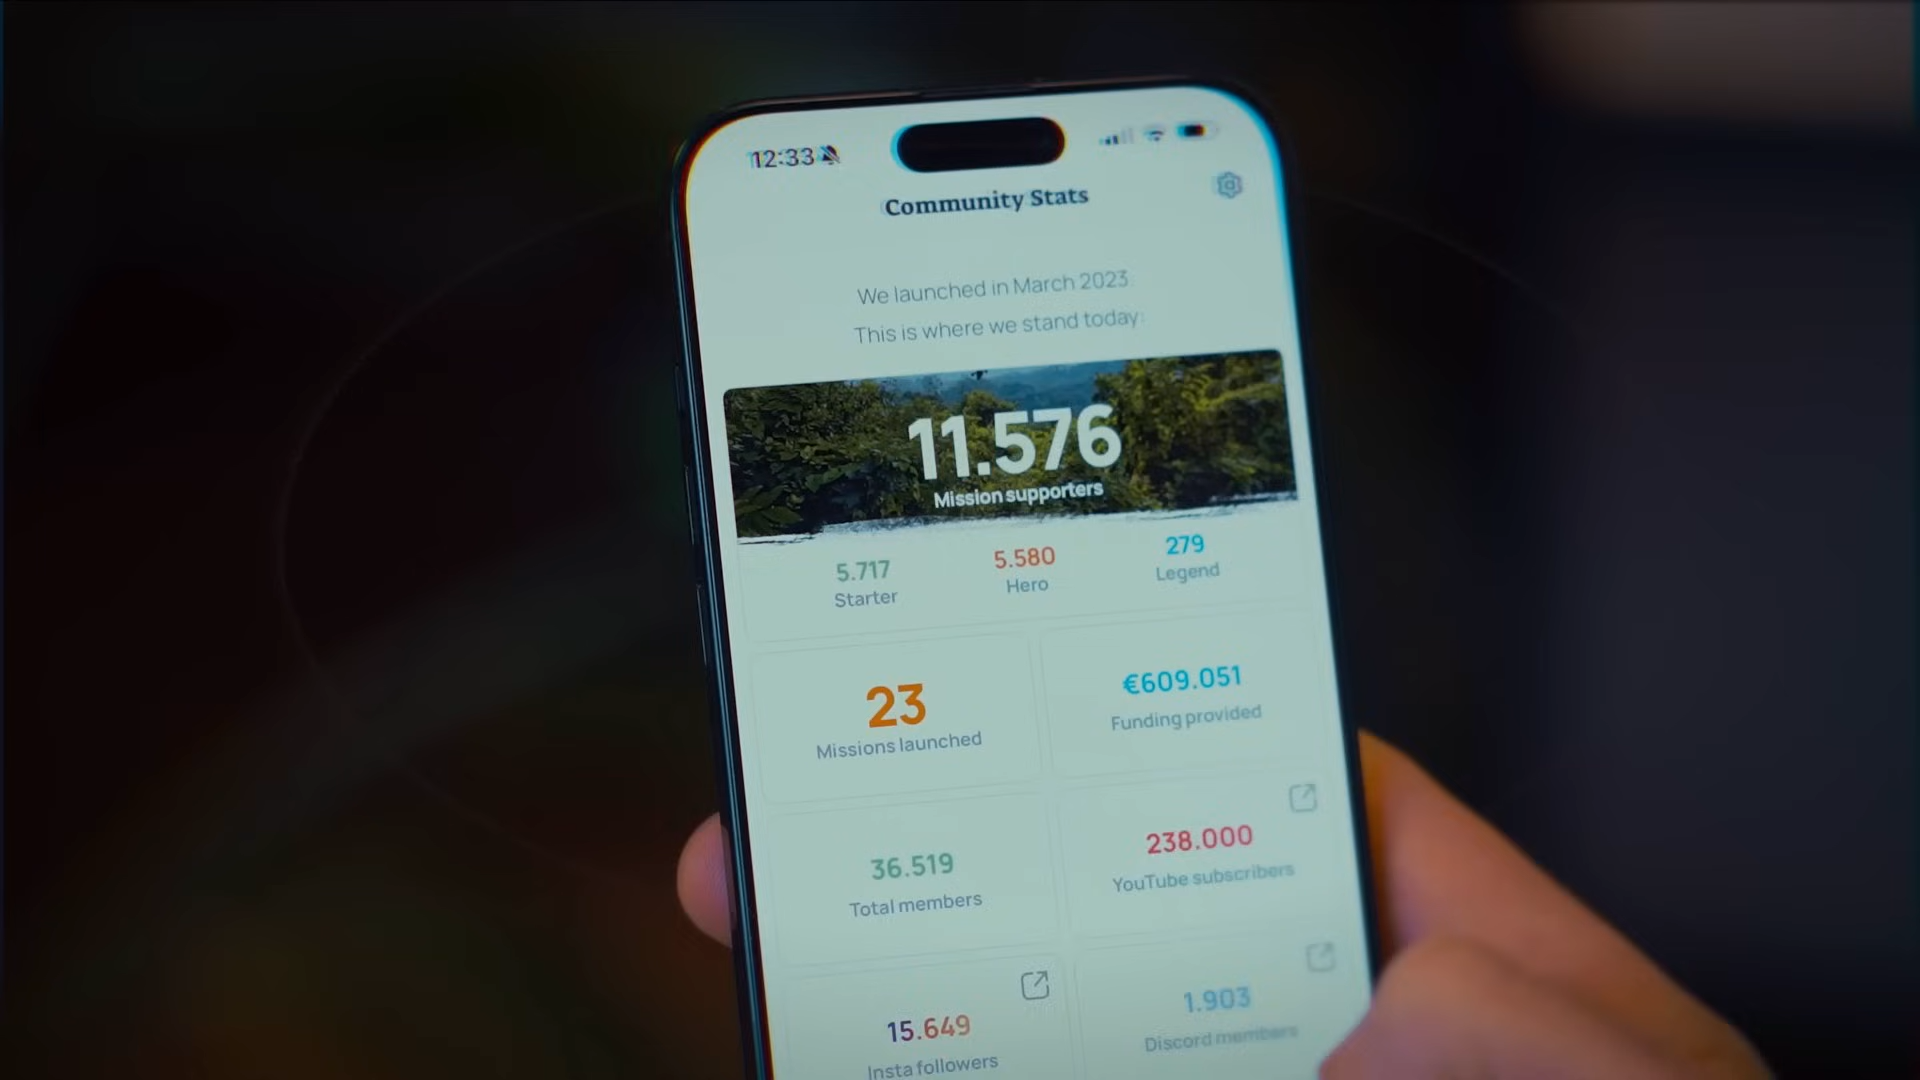 12:33
Community Stats
We launched in March 2023.
This is where we stand today:
11.576
Mission supporters
5.717
Starter
5.580
Hero
279
Legend
23
Missions launched
€609.051
Funding provided
36.519
Total members
238.000
YouTube subscribers
15.649
Insta followers
1.903
Discord members